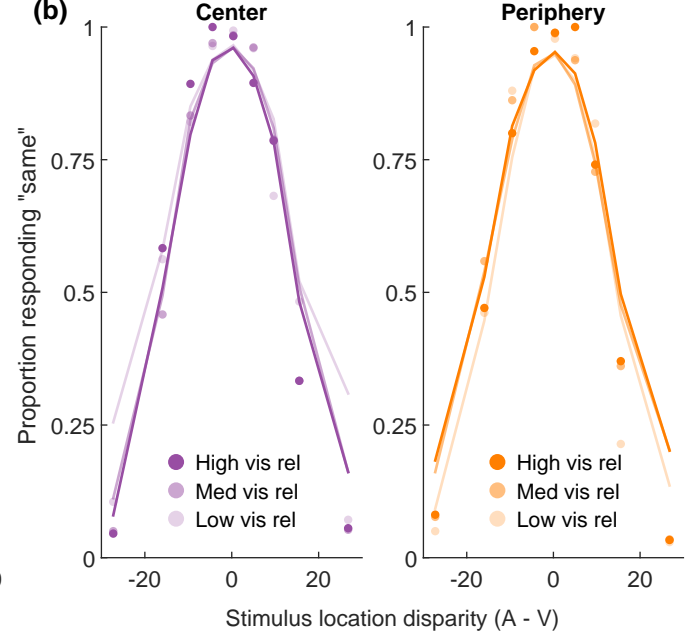 (b)
Center
Periphery
Proportion responding "same"
1
0.75
0.5
0.25
0
High vis rel
Med vis rel
Low vis rel
-20
0
20
1
0.75
0.5
0.25
0
High vis rel
Med vis rel
Low vis rel
-20
0
20
Stimulus location disparity (A - V)